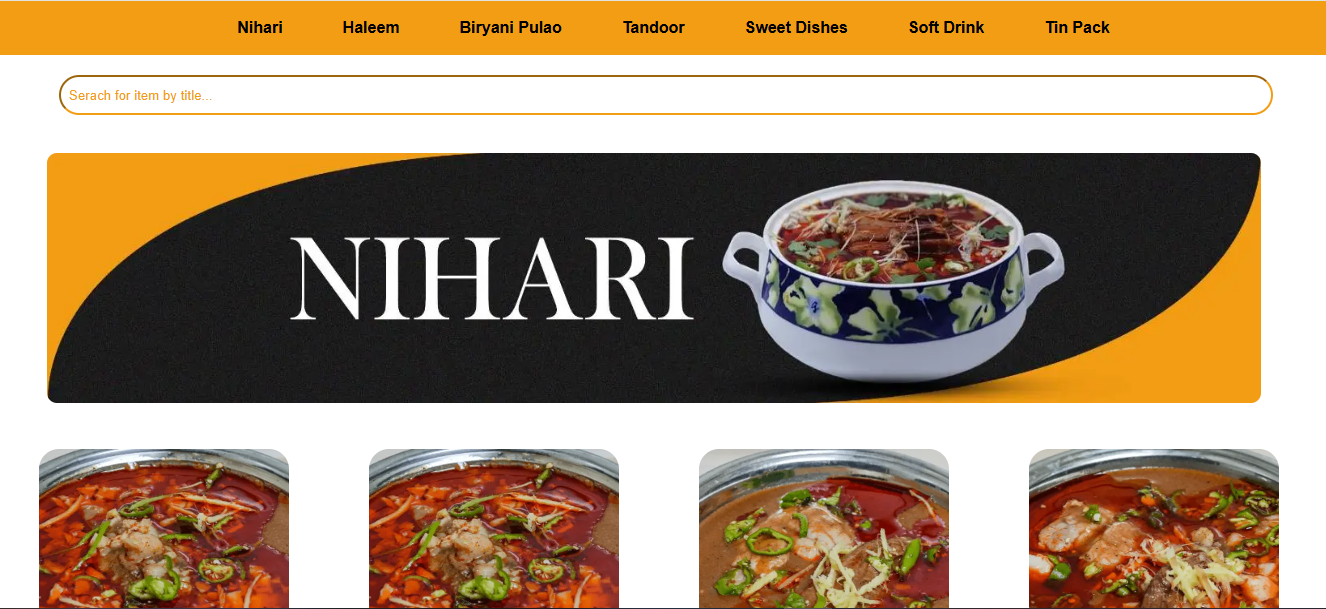 Nihari Haleem Biryani Pulao Tandoor Sweet Dishes Soft Drink Tin Pack
Serach for item by title...
NIHARI